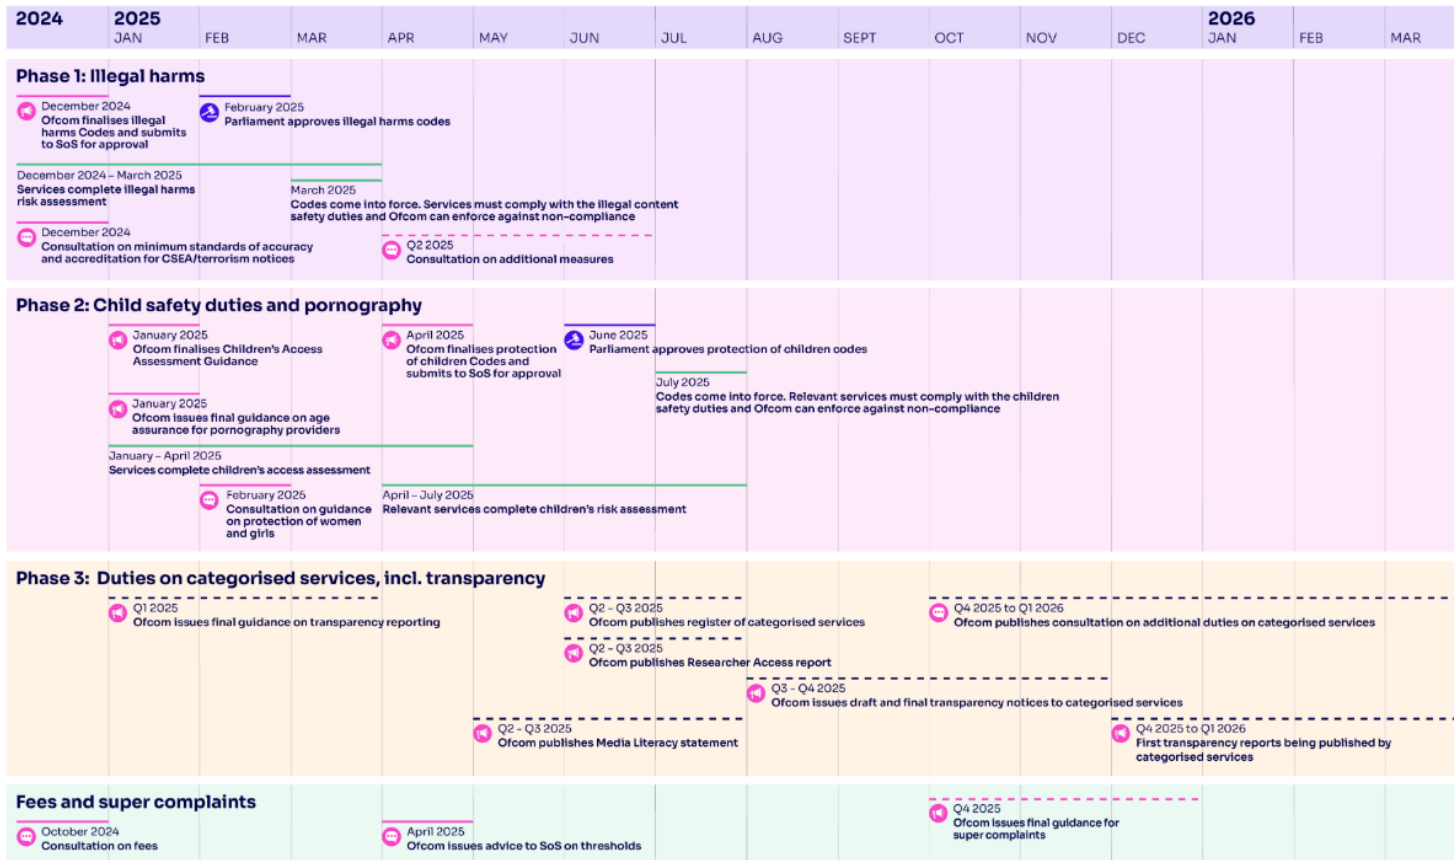 2024 2025 2026
JAN FEB MAR APR MAY JUN JUL AUG SEPT OCT NOV DEC JAN FEB MAR
Phase 1: Illegal harms
December 2024
Ofcom finalises illegal
harms Codes and submits
to SoS for approval
February 2025
Parliament approves illegal harms codes
December 2024 – March 2025
Services complete illegal harms
risk assessment
March 2025
Codes come into force. Services must comply with the illegal content
safety duties and Ofcom can enforce against non-compliance
December 2024
Consultation on minimum standards of accuracy
and accreditation for CSEA/terrorism notices
Q2 2025
Consultation on additional measures
Phase 2: Child safety duties and pornography
January 2025
Ofcom finalises Children's Access
Assessment Guidance
April 2025
Ofcom finalises protection
of children Codes and
submits to SoS for approval
June 2025
Parliament approves protection of children codes
July 2025
Codes come into force. Relevant services must comply with the children
safety duties and Ofcom can enforce against non-compliance
January 2025
Ofcom issues final guidance on age
assurance for pornography providers
January – April 2025
Services complete children's access assessment
February 2025
Consultation on guidance
on protection of women
and girls
April – July 2025
Relevant services complete children's risk assessment
Phase 3: Duties on categorised services, incl. transparency
Q1 2025
Ofcom issues final guidance on transparency reporting
Q2 - Q3 2025
Ofcom publishes register of categorised services
Q4 2025 to Q1 2026
Ofcom publishes consultation on additional duties on categorised services
Q2 - Q3 2025
Ofcom publishes Researcher Access report
Q3 - Q4 2025
Ofcom issues draft and final transparency notices to categorised services
Q2 - Q3 2025
Ofcom publishes Media Literacy statement
Q4 2025 to Q1 2026
First transparency reports being published by
categorised services
Fees and super complaints
October 2024
Consultation on fees
April 2025
Ofcom issues advice to SoS on thresholds
Q4 2025
Ofcom issues final guidance for
super complaints